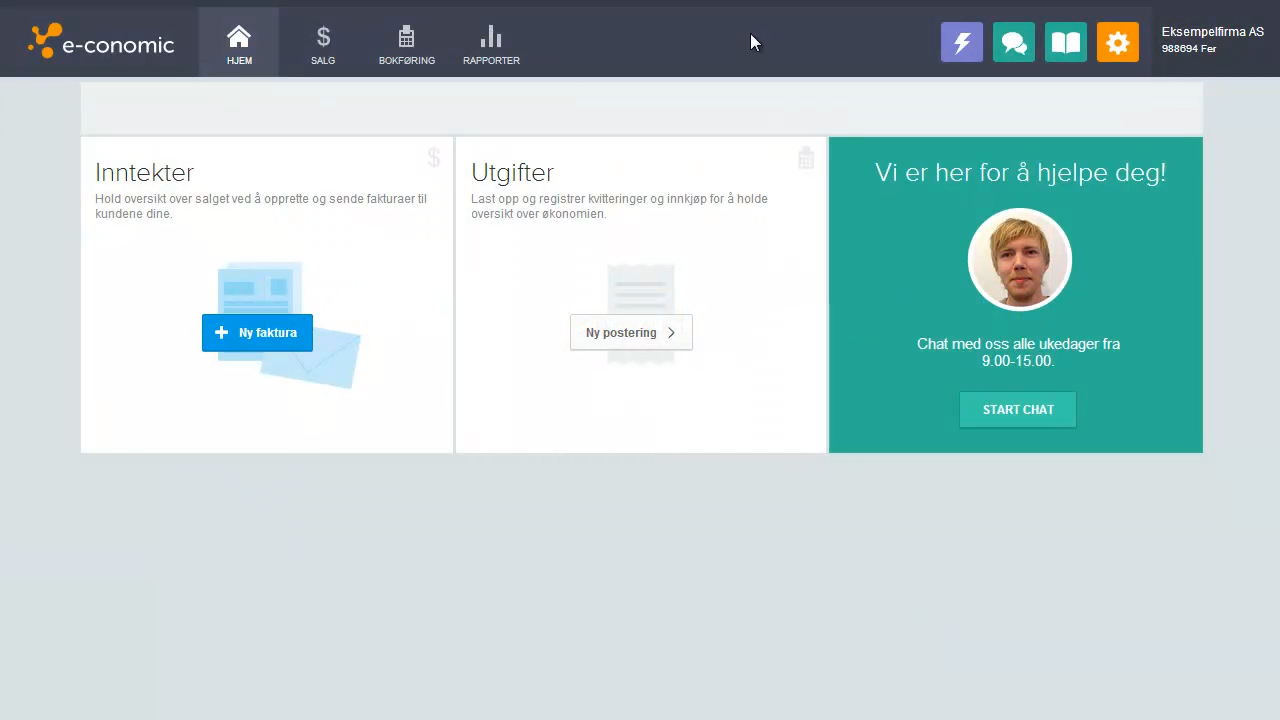 e-conomic
HJEM
SALG
BOKFØRING
RAPPORTER
Eksempelfirma AS
988694 Fer
Inntekter
Hold oversikt over salget ved å opprette og sende fakturaer til
kundene dine.
Ny faktura
Utgifter
Last opp og registrer kvitteringer og innkjøp for å holde
oversikt over økonomien.
Ny postering
Vi er her for å hjelpe deg!
Chat med oss alle ukedager fra
9.00-15.00.
START CHAT